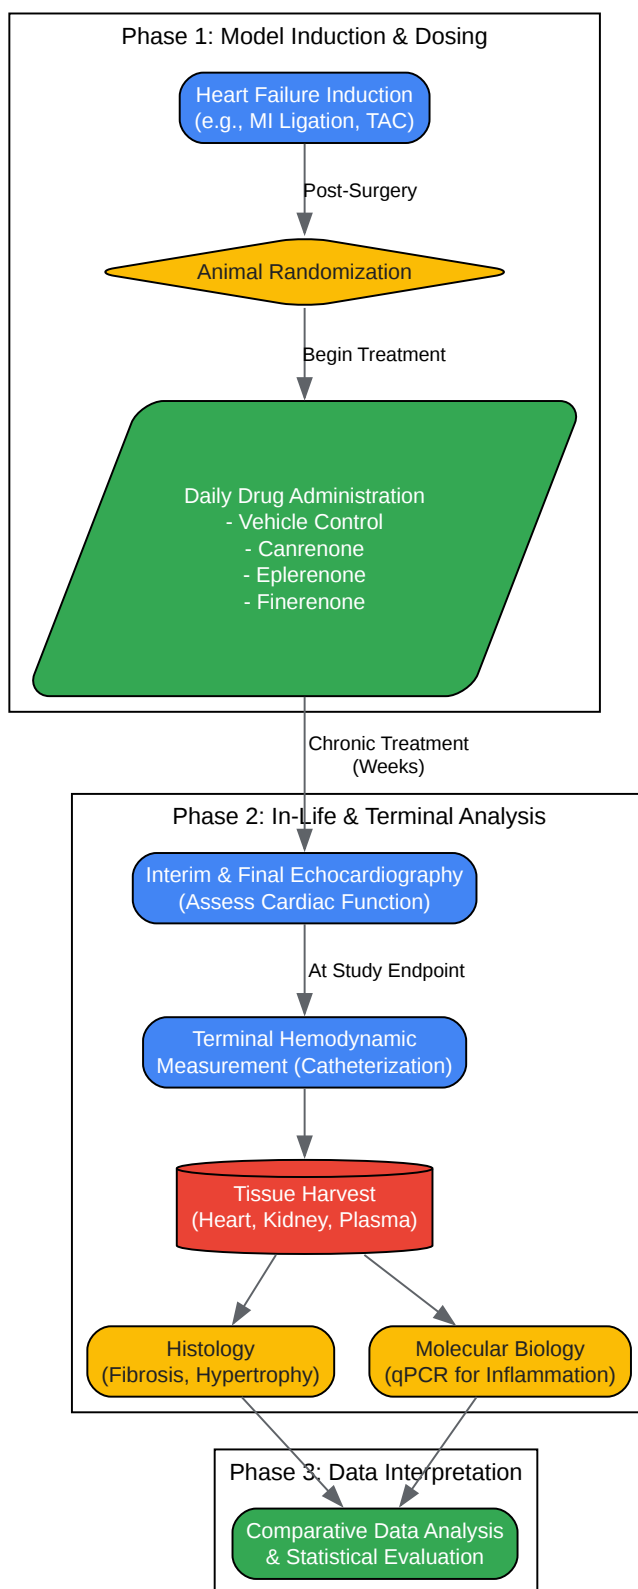 Phase 1: Model Induction & Dosing
Heart Failure Induction
(e.g., MI Ligation, TAC)
Post-Surgery
Animal Randomization
Begin Treatment
Daily Drug Administration
- Vehicle Control
- Canrenone
- Eplerenone
- Finerenone
Chronic Treatment
(Weeks)
Phase 2: In-Life & Terminal Analysis
Interim & Final Echocardiography
(Assess Cardiac Function)
At Study Endpoint
Terminal Hemodynamic
Measurement (Catheterization)
Tissue Harvest
(Heart, Kidney, Plasma)
Histology
(Fibrosis, Hypertrophy)
Molecular Biology
(qPCR for Inflammation)
Phase 3: Data Interpretation
Comparative Data Analysis
& Statistical Evaluation